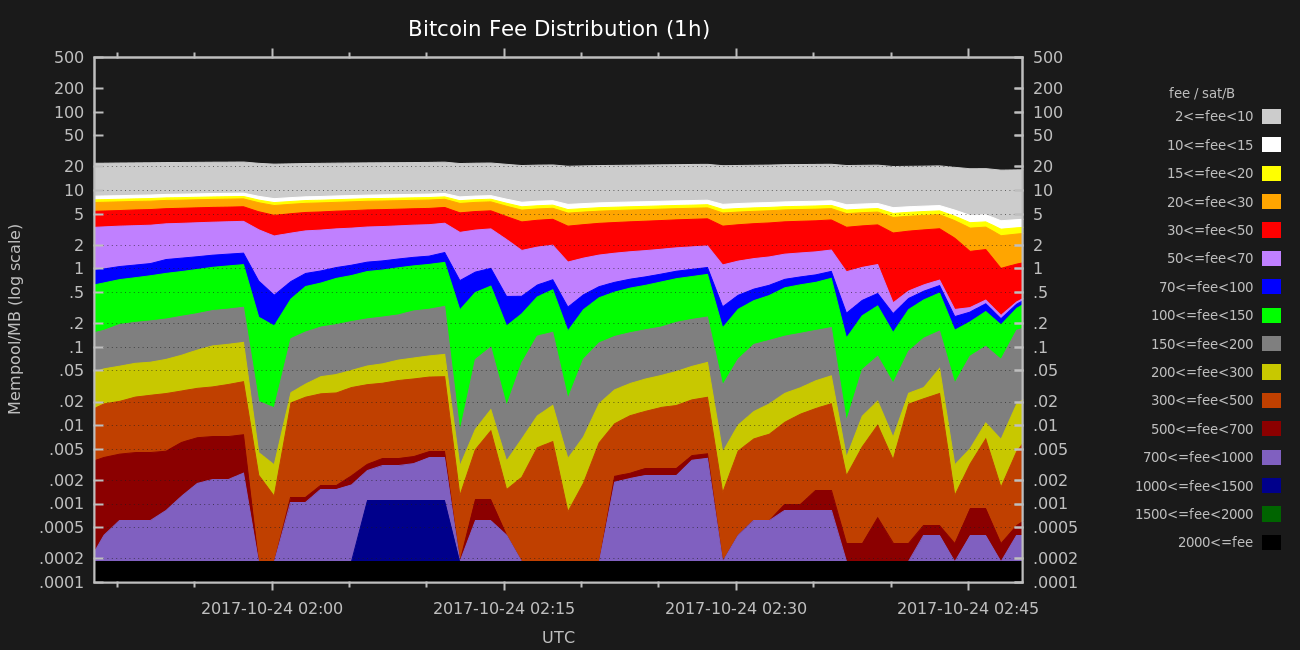 Bitcoin Fee Distribution (1h)
Mempool/MB (log scale)
500
200
100
50
20
10
5
2
1
.5
.2
.1
.05
.02
.01
.005
.002
.001
.0005
.0002
.0001
500
200
100
50
20
10
5
2
1
.5
.2
.1
.05
.02
.01
.005
.002
.001
.0005
.0002
.0001
fee / sat/B
2<=fee<10
10<=fee<15
15<=fee<20
20<=fee<30
30<=fee<50
50<=fee<70
70<=fee<100
100<=fee<150
150<=fee<200
200<=fee<300
300<=fee<500
500<=fee<700
700<=fee<1000
1000<=fee<1500
1500<=fee<2000
2000<=fee
2017-10-24 02:00 2017-10-24 02:15 2017-10-24 02:30 2017-10-24 02:45
UTC